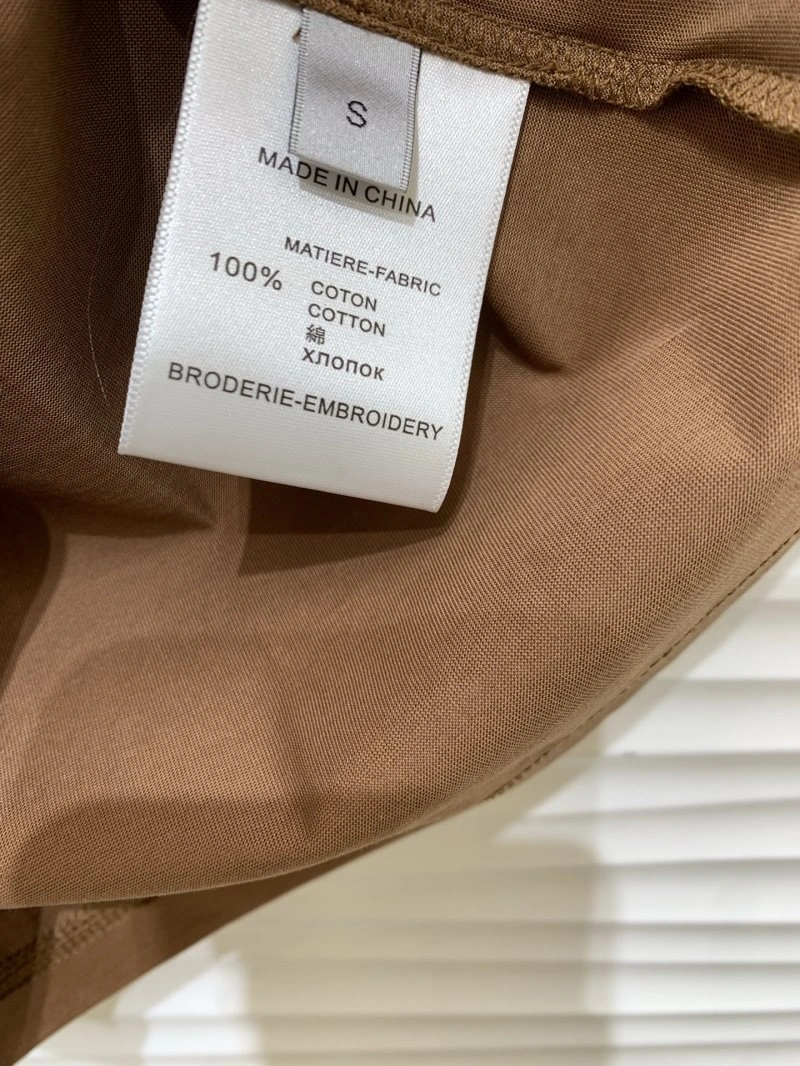 S
MADE IN CHINA
MATIERE-FABRIC
100% COTON
COTTON
綿
хлопок
BRODERIE-EMBROIDERY